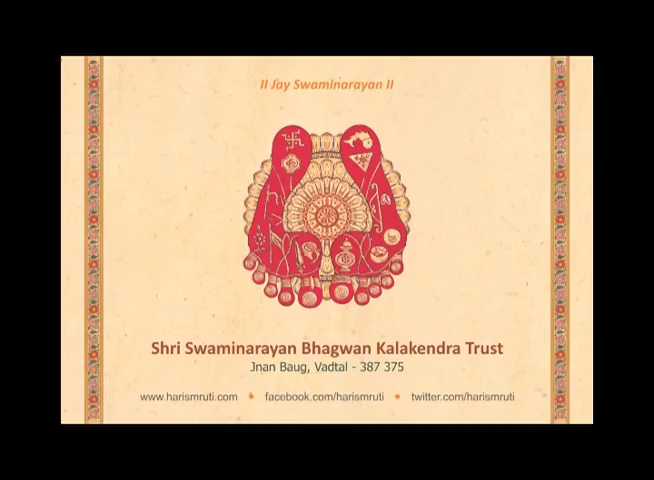 II Jay Swaminarayan II
Shri Swaminarayan Bhagwan Kalakendra Trust
Jnan Baug, Vadtal - 387 375
www.harismruti.com • facebook.com/harismruti • twitter.com/harismruti